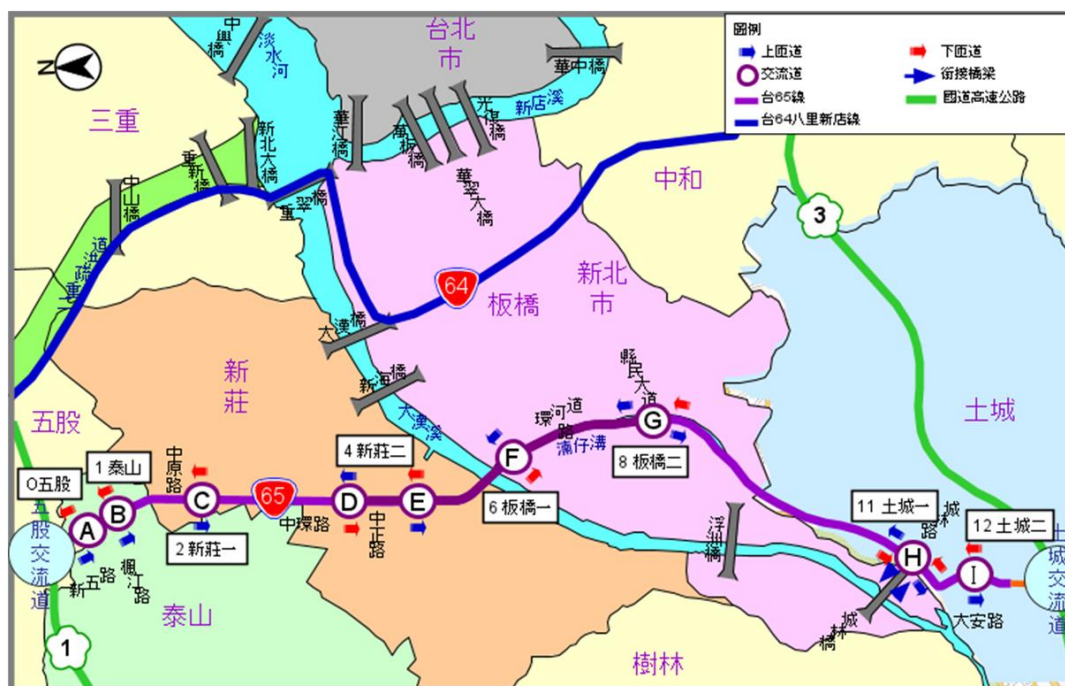 圖例
上匝道
下匝道
交流道
銜接橋梁
台65線
國道高速公路
台64八里新店線
N
中興橋
淡水河
台北市
華中橋
新店溪
三重
新北大橋
重新橋
中山橋
華江橋
萬板橋
光復橋
華翠大橋
重翠橋
中和
3
二重疏洪道
64
新北市
板橋
大漢橋
新海橋
大漢溪
新莊
縣民大道
環河道路
湳仔溝
土城
五股
0五股
1泰山
中原路
4新莊二
A
B
C
65
D
E
F
G
8板橋二
6板橋一
中環路
中正路
2新莊一
五股交流道
新五路
楓江路
泰山
1
浮洲橋
11土城一
城林路
12土城二
H
I
土城交流道
大安路
城林橋
樹林